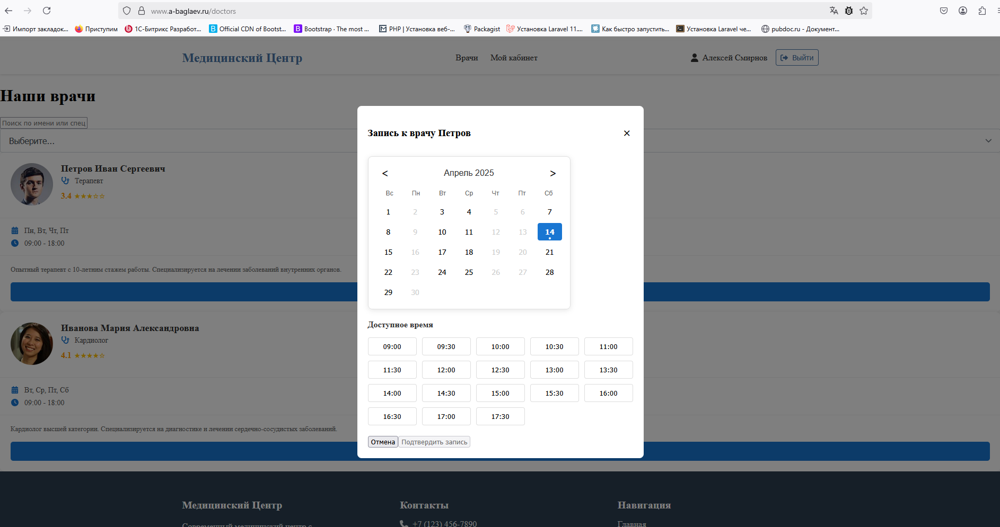 www.a-baglaev.ru/doctors
Импорт закладок... Приступим 1С-Битрикс Разработ... Official CDN of Bootst... Bootstrap · The most ... PHP | Установка веб-... Packagist Установка Laravel 11.... Как быстро запустить... Установка Laravel че... pubdoc.ru - Документ...
Медицинский Центр Врачи Мой кабинет Алексей Смирнов Выйти
Наши врачи
Поиск по имени или спец
Выберите...
Петров Иван Сергеевич
Терапевт
3.4 ★★★☆☆
Пн, Вт, Чт, Пт
09:00 - 18:00
Опытный терапевт с 10-летним стажем работы. Специализируется на лечении заболеваний внутренних органов.
Иванова Мария Александровна
Кардиолог
4.1 ★★★★☆
Вт, Ср, Пт, Сб
09:00 - 18:00
Кардиолог высшей категории. Специализируется на диагностике и лечении сердечно-сосудистых заболеваний.
Запись к врачу Петров ×
< Апрель 2025 >
Вс Пн Вт Ср Чт Пт Сб
1 2 3 4 5 6 7
8 9 10 11 12 13 14
15 16 17 18 19 20 21
22 23 24 25 26 27 28
29 30
Доступное время
09:00 09:30 10:00 10:30 11:00
11:30 12:00 12:30 13:00 13:30
14:00 14:30 15:00 15:30 16:00
16:30 17:00 17:30
Отмена Подтвердить запись
Медицинский Центр Контакты Навигация
Современный медицинский центр с +7 (123) 456-7890 Главная